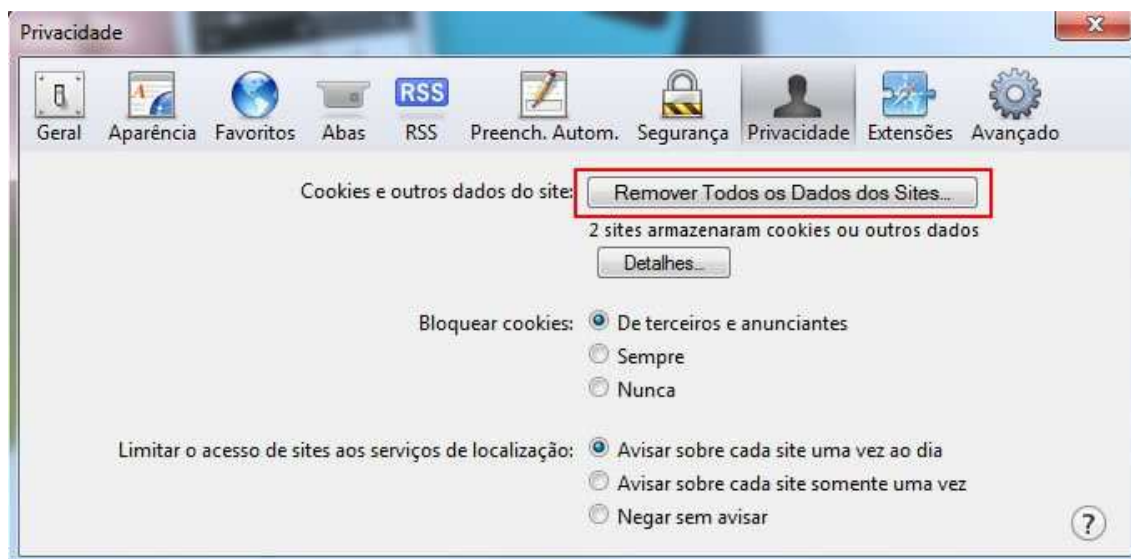 Privacidade
RSS
Geral Aparência Favoritos Abas RSS Preench. Autom. Segurança Privacidade Extensões Avançado
Cookies e outros dados do site: Remover Todos os Dados dos Sites...
2 sites armazenaram cookies ou outros dados
Detalhes...
Bloquear cookies: De terceiros e anunciantes
Sempre
Nunca
Limitar o acesso de sites aos serviços de localização: Avisar sobre cada site uma vez ao dia
Avisar sobre cada site somente uma vez
Negar sem avisar
?